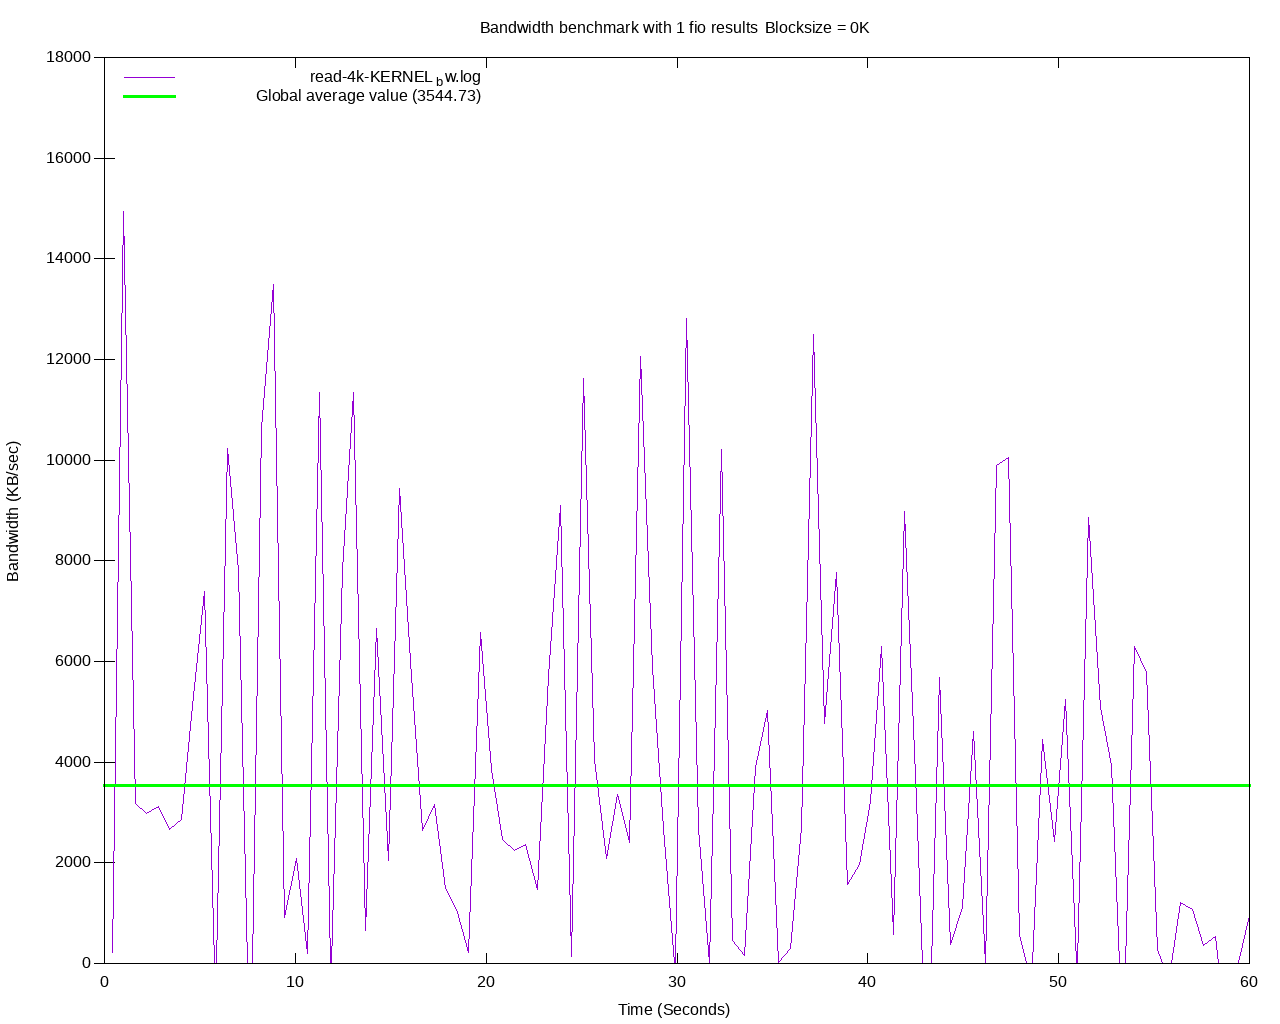 Bandwidth benchmark with 1 fio results Blocksize = 0K
18000
read-4k-KERNEL_bw.log
Global average value (3544.73)
16000
14000
12000
10000
Bandwidth (KB/sec)
8000
6000
4000
2000
0
0 10 20 30 40 50 60
Time (Seconds)